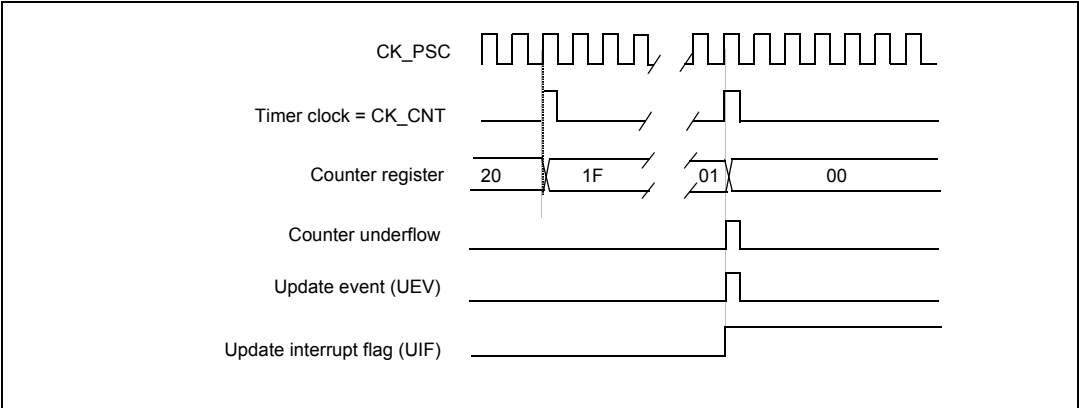 CK_PSC
Timer clock = CK_CNT
Counter register 20 1F 01 00
Counter underflow
Update event (UEV)
Update interrupt flag (UIF)